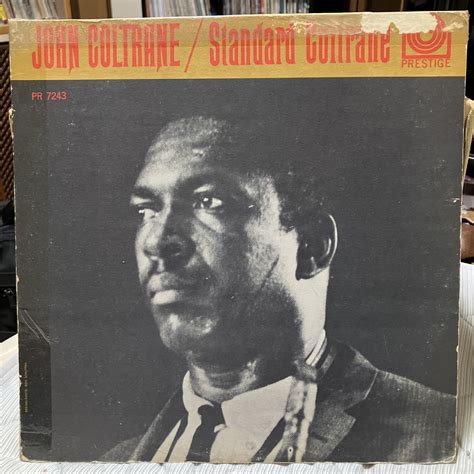 JOHN COLTRANE / Standard Coltrane
PRESTIGE
PR 7243